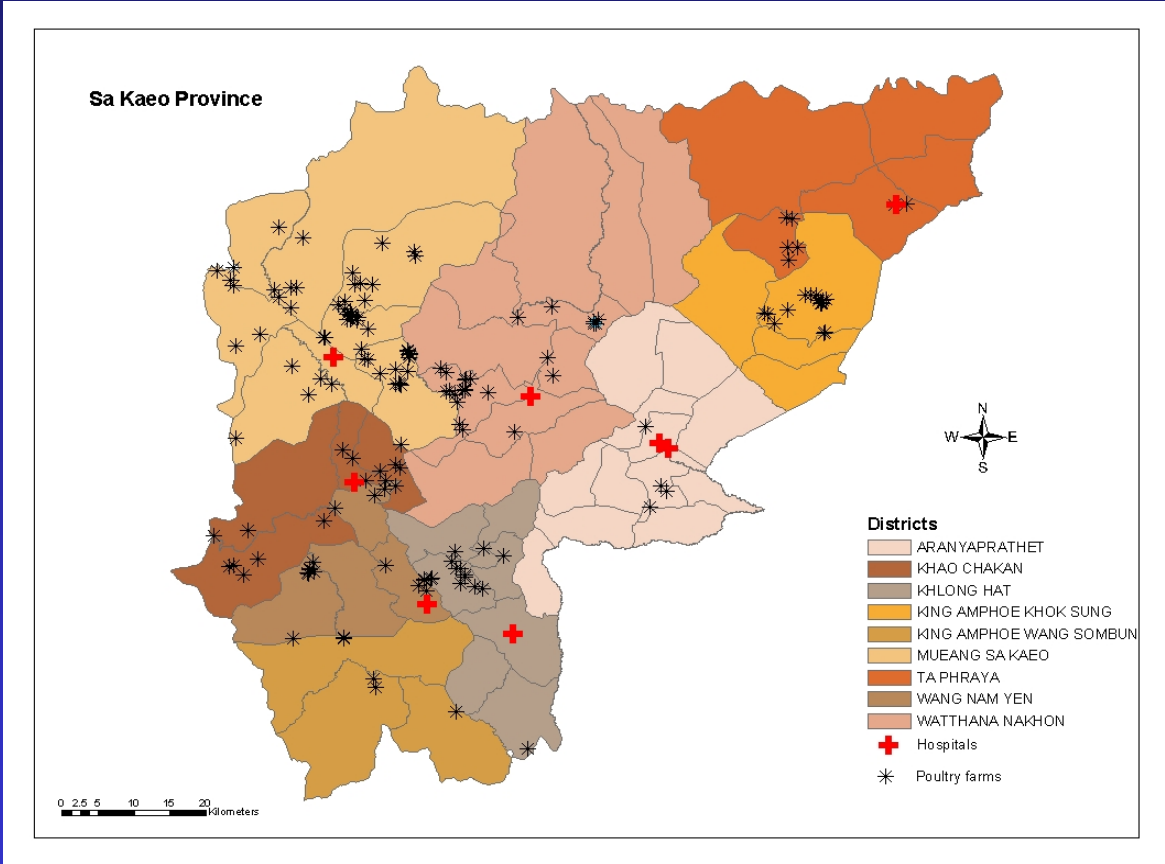 Sa Kaeo Province
N
W E
S
Districts
ARANYAPRATHET
KHAO CHAKAN
KHLONG HAT
KING AMPHOE KHOK SUNG
KING AMPHOE WANG SOMBUN
MUEANG SA KAEO
TA PHRAYA
WANG NAM YEN
WATTHANA NAKHON
Hospitals
Poultry farms
0 2.5 5 10 15 20
Kilometers